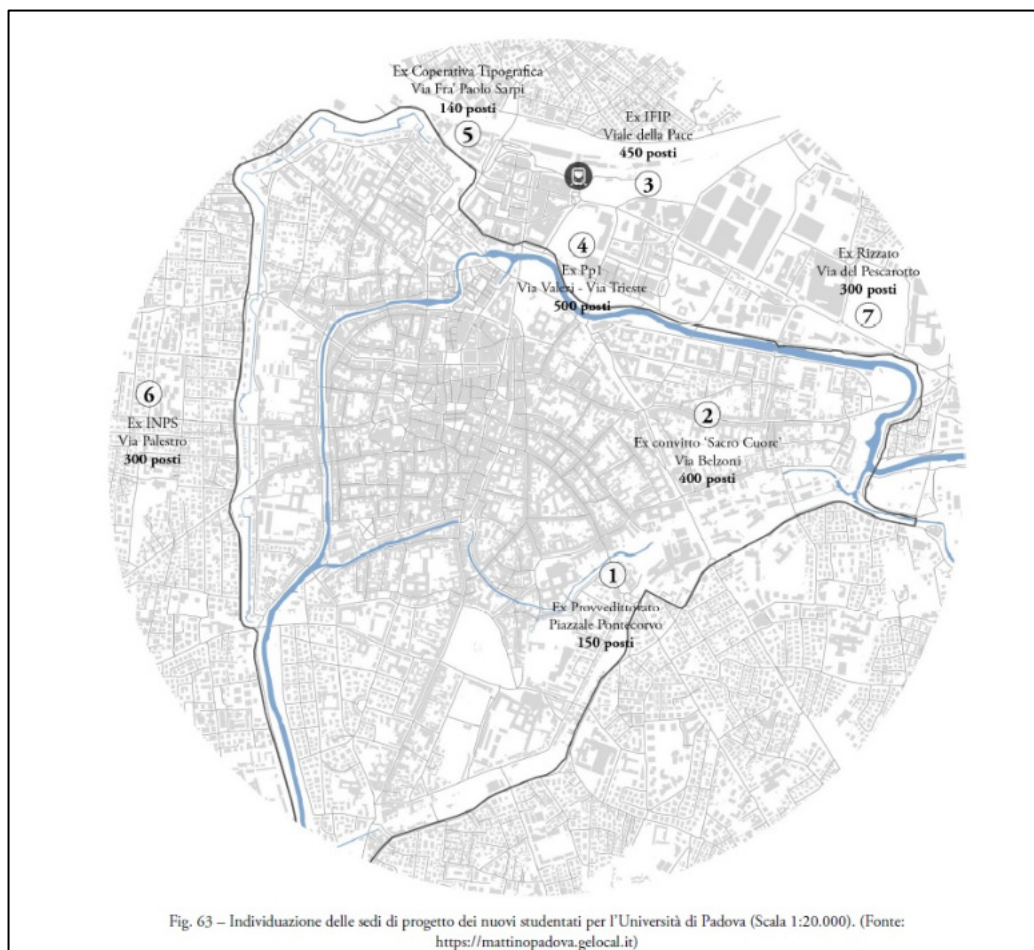 Ex Coperativa Tipografica
Via Fra' Paolo Sarpi
140 posti
5
Ex IFIP
Viale della Pace
450 posti
3
4
Ex Pp1
Via Valeri - Via Trieste
500 posti
Ex Rizzato
Via del Pescarotto
300 posti
7
6
Ex INPS
Via Palestro
300 posti
2
Ex convitto 'Sacro Cuore'
Via Belzoni
400 posti
1
Ex Provvedittorato
Piazzale Pontecorvo
150 posti
Fig. 63 – Individuazione delle sedi di progetto dei nuovi studentati per l'Università di Padova (Scala 1:20.000). (Fonte:
https://mattinopadova.gelocal.it)